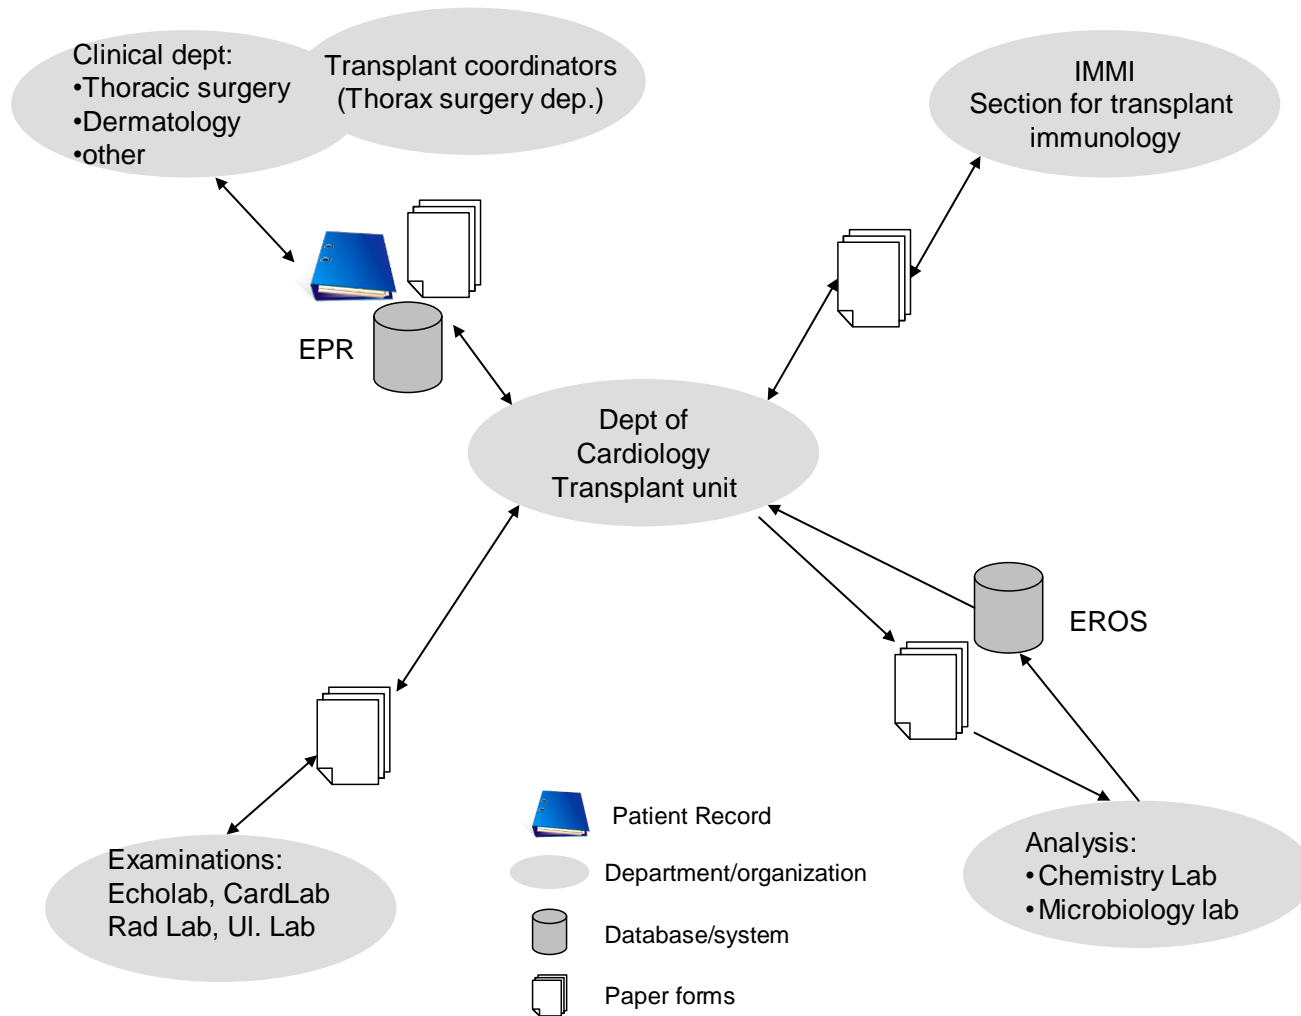 Clinical dept:
•Thoracic surgery
•Dermatology
•other
Transplant coordinators
(Thorax surgery dep.)
IMMI
Section for transplant
immunology
EPR
Dept of
Cardiology
Transplant unit
EROS
Examinations:
Echolab, CardLab
Rad Lab, Ul. Lab
Analysis:
•Chemistry Lab
•Microbiology lab
Patient Record
Department/organization
Database/system
Paper forms